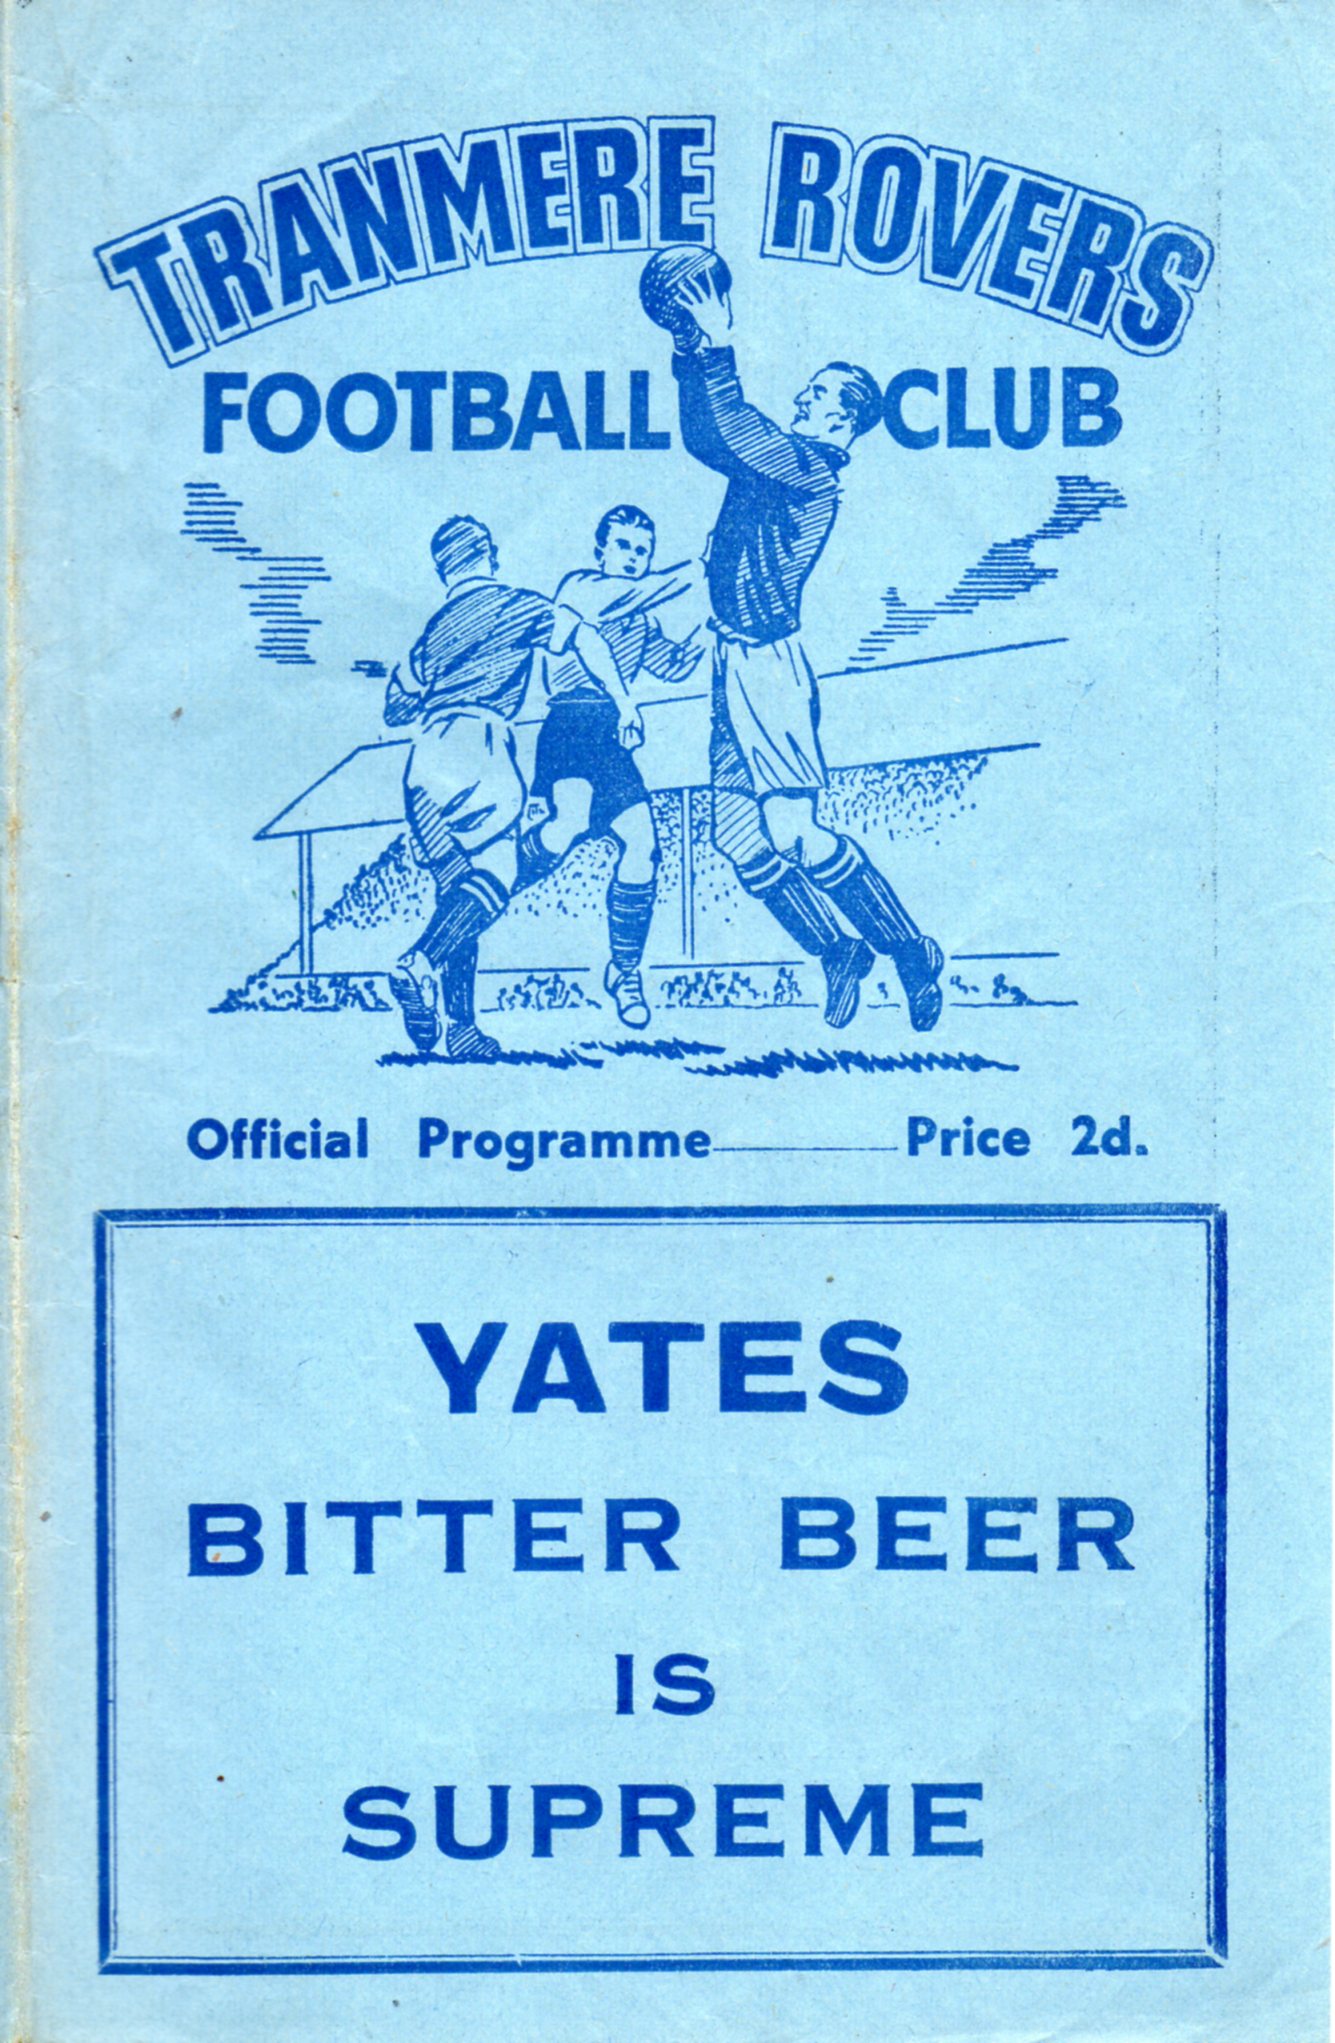 TRANMERE ROVERS
FOOTBALL CLUB
Official Programme Price 2d.
YATES
BITTER BEER
IS
SUPREME